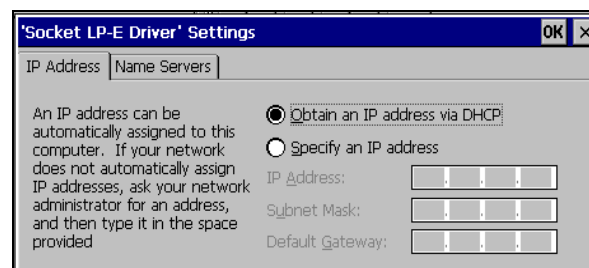 'Socket LP-E Driver' Settings OK ×
IP Address Name Servers
An IP address can be
automatically assigned to this
computer. If your network
does not automatically assign
IP addresses, ask your network
administrator for an address,
and then type it in the space
provided
Obtain an IP address via DHCP
Specify an IP address
IP Address:
Subnet Mask:
Default Gateway: